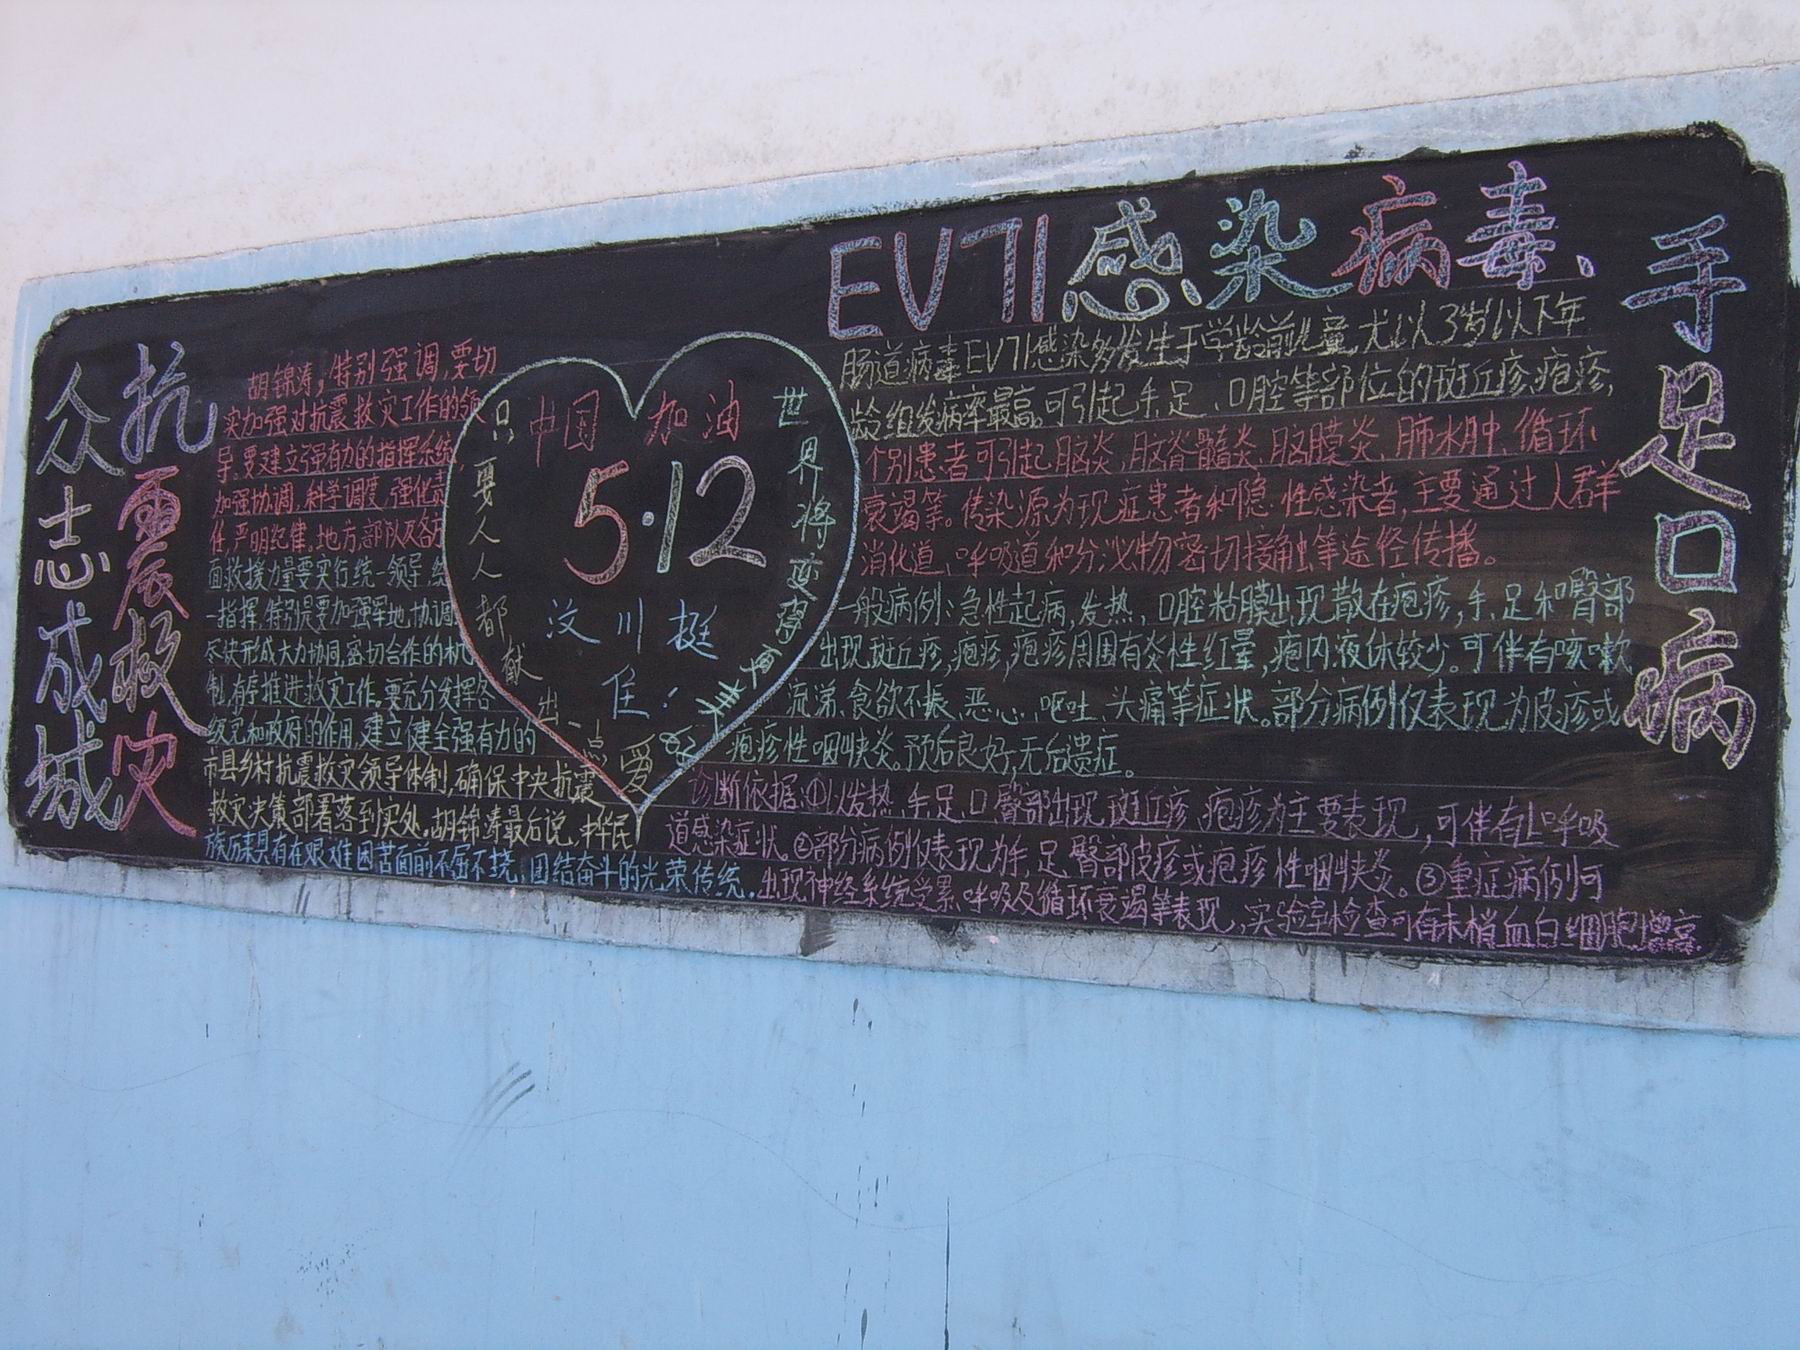 抗震救灾
众志成城
胡锦涛,特别强调,要切
实加强对抗震救灾工作的领
导。要建立强有力的指挥系统,
加强协调,科学调度,强化责
任,严明纪律,地方,部队及各方
面救援力量要实行统一领导,统
一指挥,特别是要加强军地,协调
尽快形成大力协同,密切合作的机
制,有序推进救灾工作。要充分发挥各
级党和政府的作用,建立健全强有力的
市县乡村抗震救灾领导体制,确保中央抗震
救灾决策部署落到实处。胡锦涛最后说,中华民
族历来具有在艰难困苦面前不屈不挠,团结奋斗的光荣传统.
中国 加油
5·12
汶川挺
住!
只要人人都献出一点爱
世界将变得美好
EV71感染病毒、
手足口病
肠道病毒EV71感染多发生于学龄前儿童,尤以3岁以下年
龄组发病率最高。可引起手,足、口腔等部位的斑丘疹,疱疹,
个别患者可引起脑炎、脑脊髓炎、脑膜炎、肺水肿、循环
衰竭等。传染源为现症患者和隐性感染者,主要通过人群
消化道、呼吸道和分泌物密切接触等途径传播。
一般病例:急性起病,发热,口腔粘膜出现散在疱疹,手、足和臀部
出现斑丘疹,疱疹,疱疹周围有炎性红晕,疱内液体较少。可伴有咳嗽
流涕、食欲不振、恶心、呕吐、头痛等症状。部分病例仅表现为皮疹或
疱疹性咽峡炎。预后良好,无后遗症。
诊断依据:①以发热、手、足、口臀部出现斑丘疹、疱疹为主要表现,可伴有上呼吸
道感染症状。②部分病例仅表现为手,足臀部皮疹或疱疹性咽峡炎。③重症病例可
出现神经系统受累、呼吸及循环衰竭等表现,实验室检查可有末梢血白细胞增高.